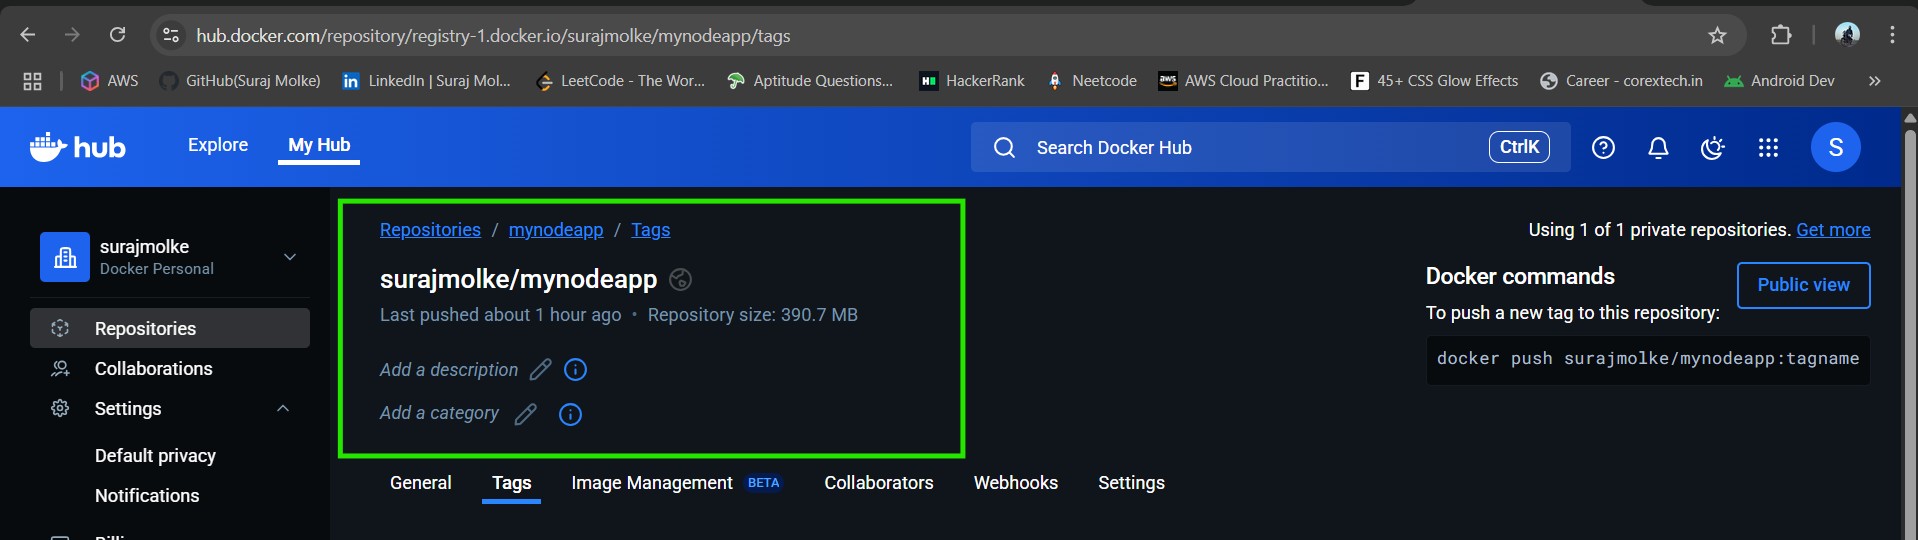 hub.docker.com/repository/registry-1.docker.io/surajmolke/mynodeapp/tags
AWS GitHub(Suraj Molke) LinkedIn | Suraj Mol... LeetCode - The Wor... Aptitude Questions... HackerRank Neetcode AWS Cloud Practitio... 45+ CSS Glow Effects Career - corextech.in Android Dev »
hub Explore My Hub Search Docker Hub CtrlK S
surajmolke
Docker Personal
Repositories
Collaborations
Settings
Default privacy
Notifications
Repositories / mynodeapp / Tags
surajmolke/mynodeapp
Last pushed about 1 hour ago • Repository size: 390.7 MB
Add a description
Add a category
Using 1 of 1 private repositories. Get more
Docker commands
Public view
To push a new tag to this repository:
docker push surajmolke/mynodeapp:tagname
General Tags Image Management BETA Collaborators Webhooks Settings